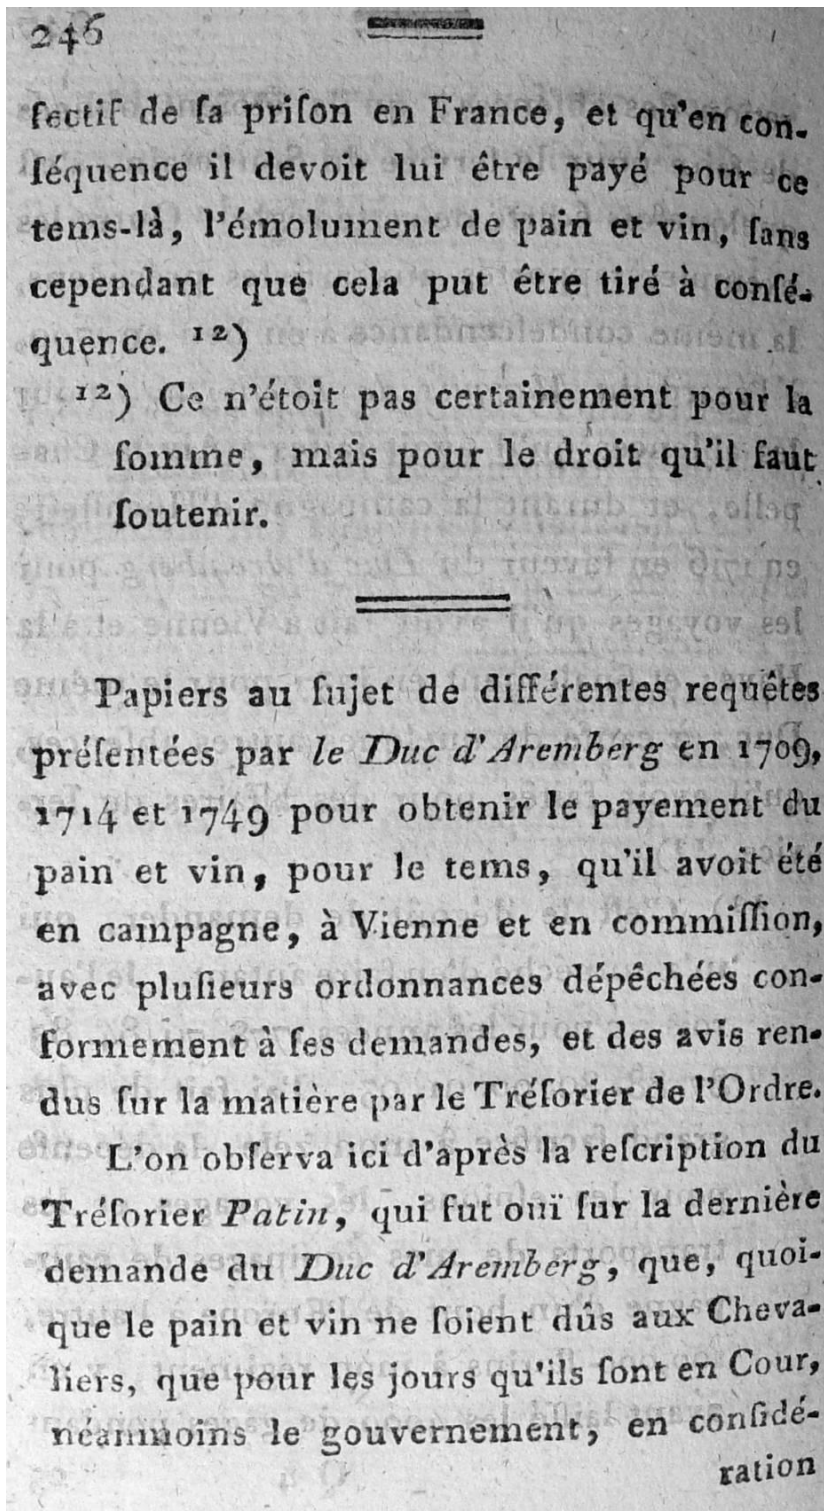 246
fectif de ſa priſon en France, et qu'en con-
ſéquence il devoit lui être payé pour ce
tems-là, l'émolument de pain et vin, ſans
cependant que cela put être tiré à conſé-
quence. ¹²)
¹²) Ce n'étoit pas certainement pour la
ſomme, mais pour le droit qu'il faut
ſoutenir.
Papiers au ſujet de différentes requêtes
préſentées par le Duc d'Aremberg en 1709,
1714 et 1749 pour obtenir le payement du
pain et vin, pour le tems, qu'il avoit été
en campagne, à Vienne et en commiſſion,
avec pluſieurs ordonnances dépêchées con-
formement à ſes demandes, et des avis ren-
dus ſur la matière par le Tréſorier de l'Ordre.
L'on obſerva ici d'après la reſcription du
Tréſorier Patin, qui fut ouï ſur la dernière
demande du Duc d'Aremberg, que, quoi-
que le pain et vin ne ſoient dûs aux Cheva-
liers, que pour les jours qu'ils ſont en Cour,
néanmoins le gouvernement, en conſidé-
ration